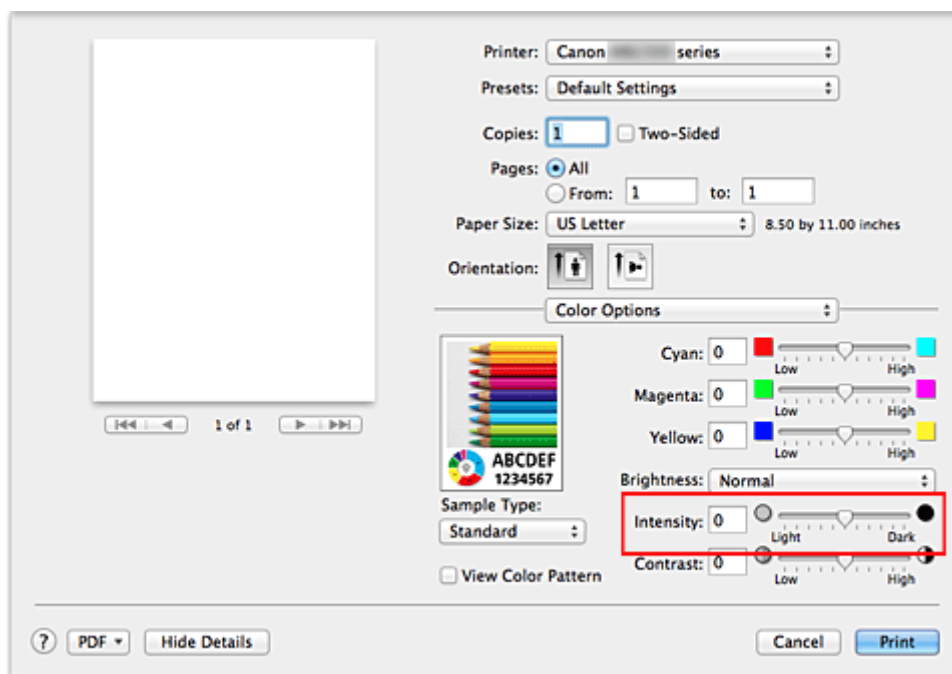 Printer: Canon series
Presets: Default Settings
Copies: 1 Two-Sided
Pages: All
From: 1 to: 1
Paper Size: US Letter 8.50 by 11.00 inches
Orientation:
Color Options
1 of 1
Cyan: 0
Low High
Magenta: 0
Low High
Yellow: 0
Low High
ABCDEF
1234567
Brightness: Normal
Sample Type:
Standard
Intensity: 0
Light Dark
View Color Pattern
Contrast: 0
Low High
? PDF Hide Details Cancel Print